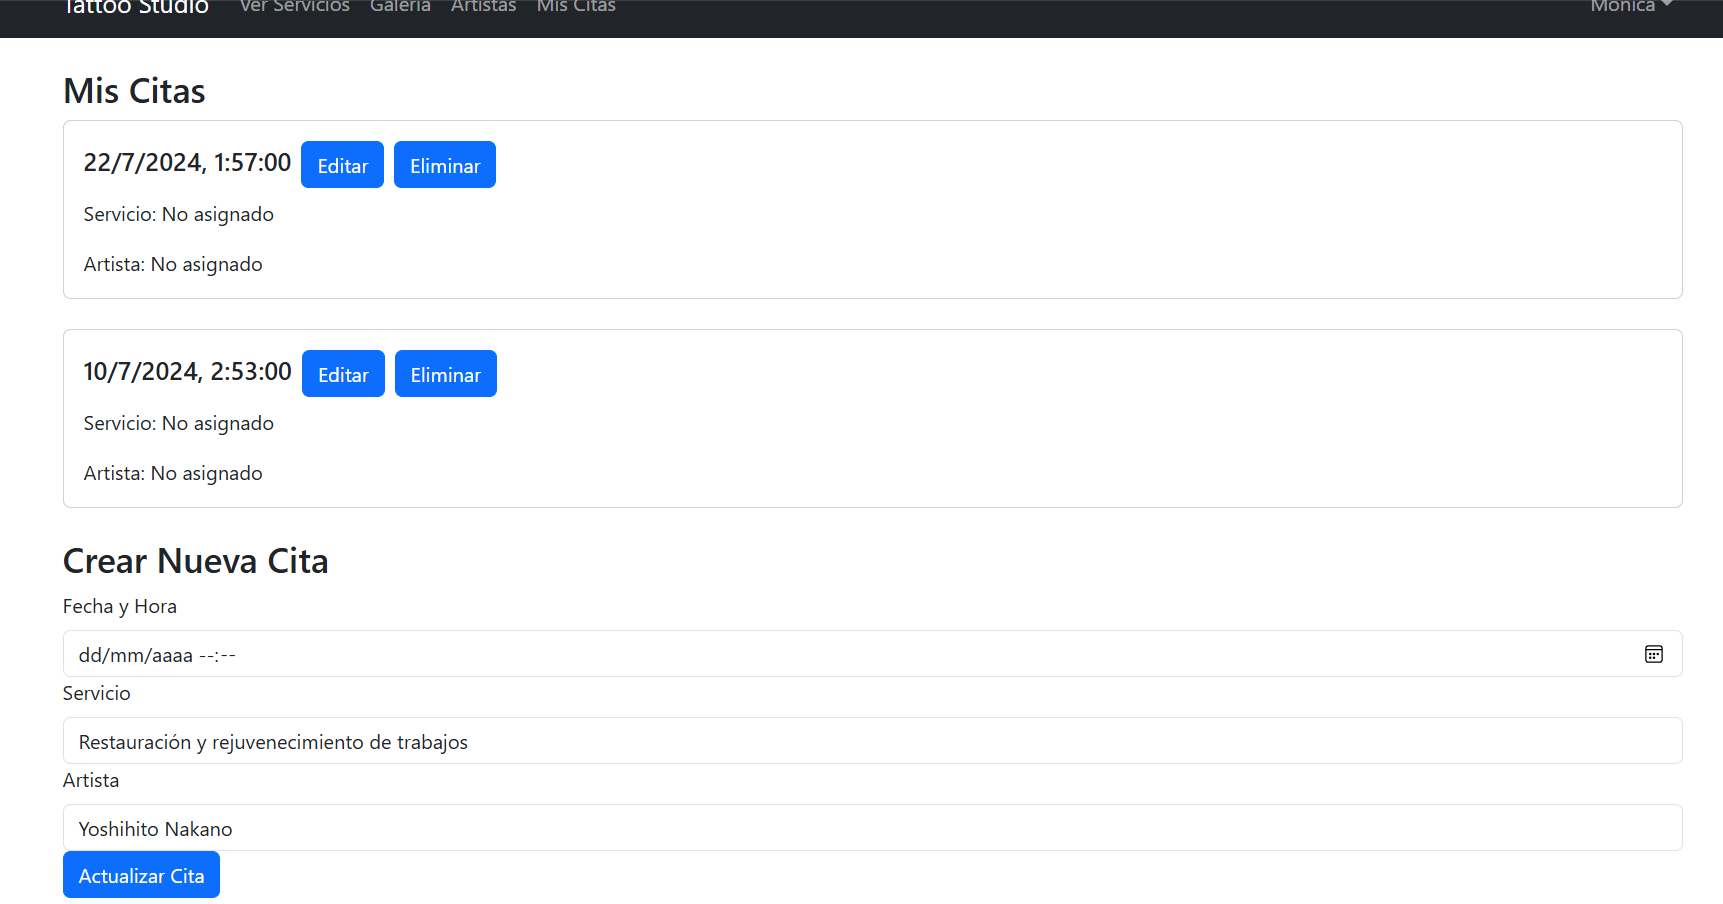 Tattoo Studio Ver Servicios Galería Artistas Mis Citas Monica
Mis Citas
22/7/2024, 1:57:00 Editar Eliminar
Servicio: No asignado
Artista: No asignado
10/7/2024, 2:53:00 Editar Eliminar
Servicio: No asignado
Artista: No asignado
Crear Nueva Cita
Fecha y Hora
dd/mm/aaaa --:--
Servicio
Restauración y rejuvenecimiento de trabajos
Artista
Yoshihito Nakano
Actualizar Cita